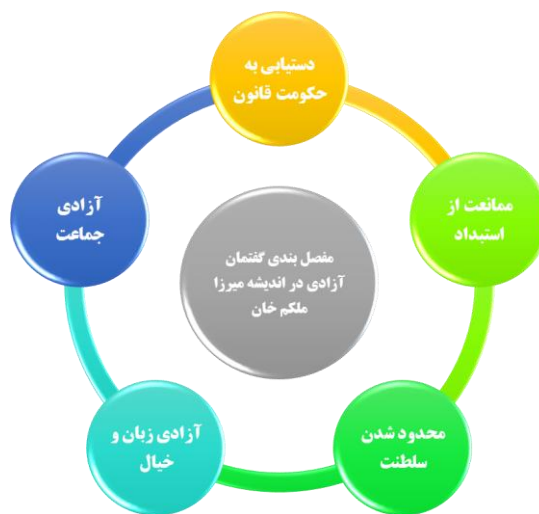 دستیابی به
حکومت قانون
ممانعت از
استبداد
آزادی
جماعت
مفصل بندی گفتمان
آزادی در اندیشه میرزا
ملکم خان
محدود شدن
سلطنت
آزادی زبان و
خیال